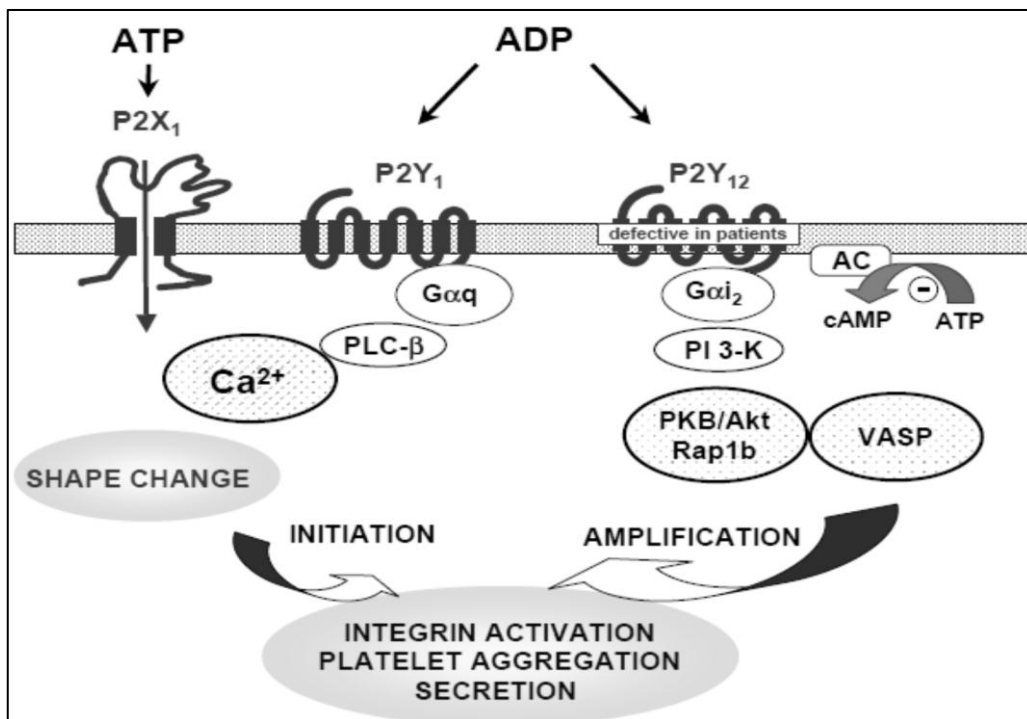 ATP
ADP
P2X₁
P2Y₁
P2Y₁₂
defective in patients
AC
Gαq
Gαi₂
cAMP
ATP
PLC-β
PI 3-K
Ca²⁺
PKB/Akt
Rap1b
VASP
SHAPE CHANGE
INITIATION
AMPLIFICATION
INTEGRIN ACTIVATION
PLATELET AGGREGATION
SECRETION